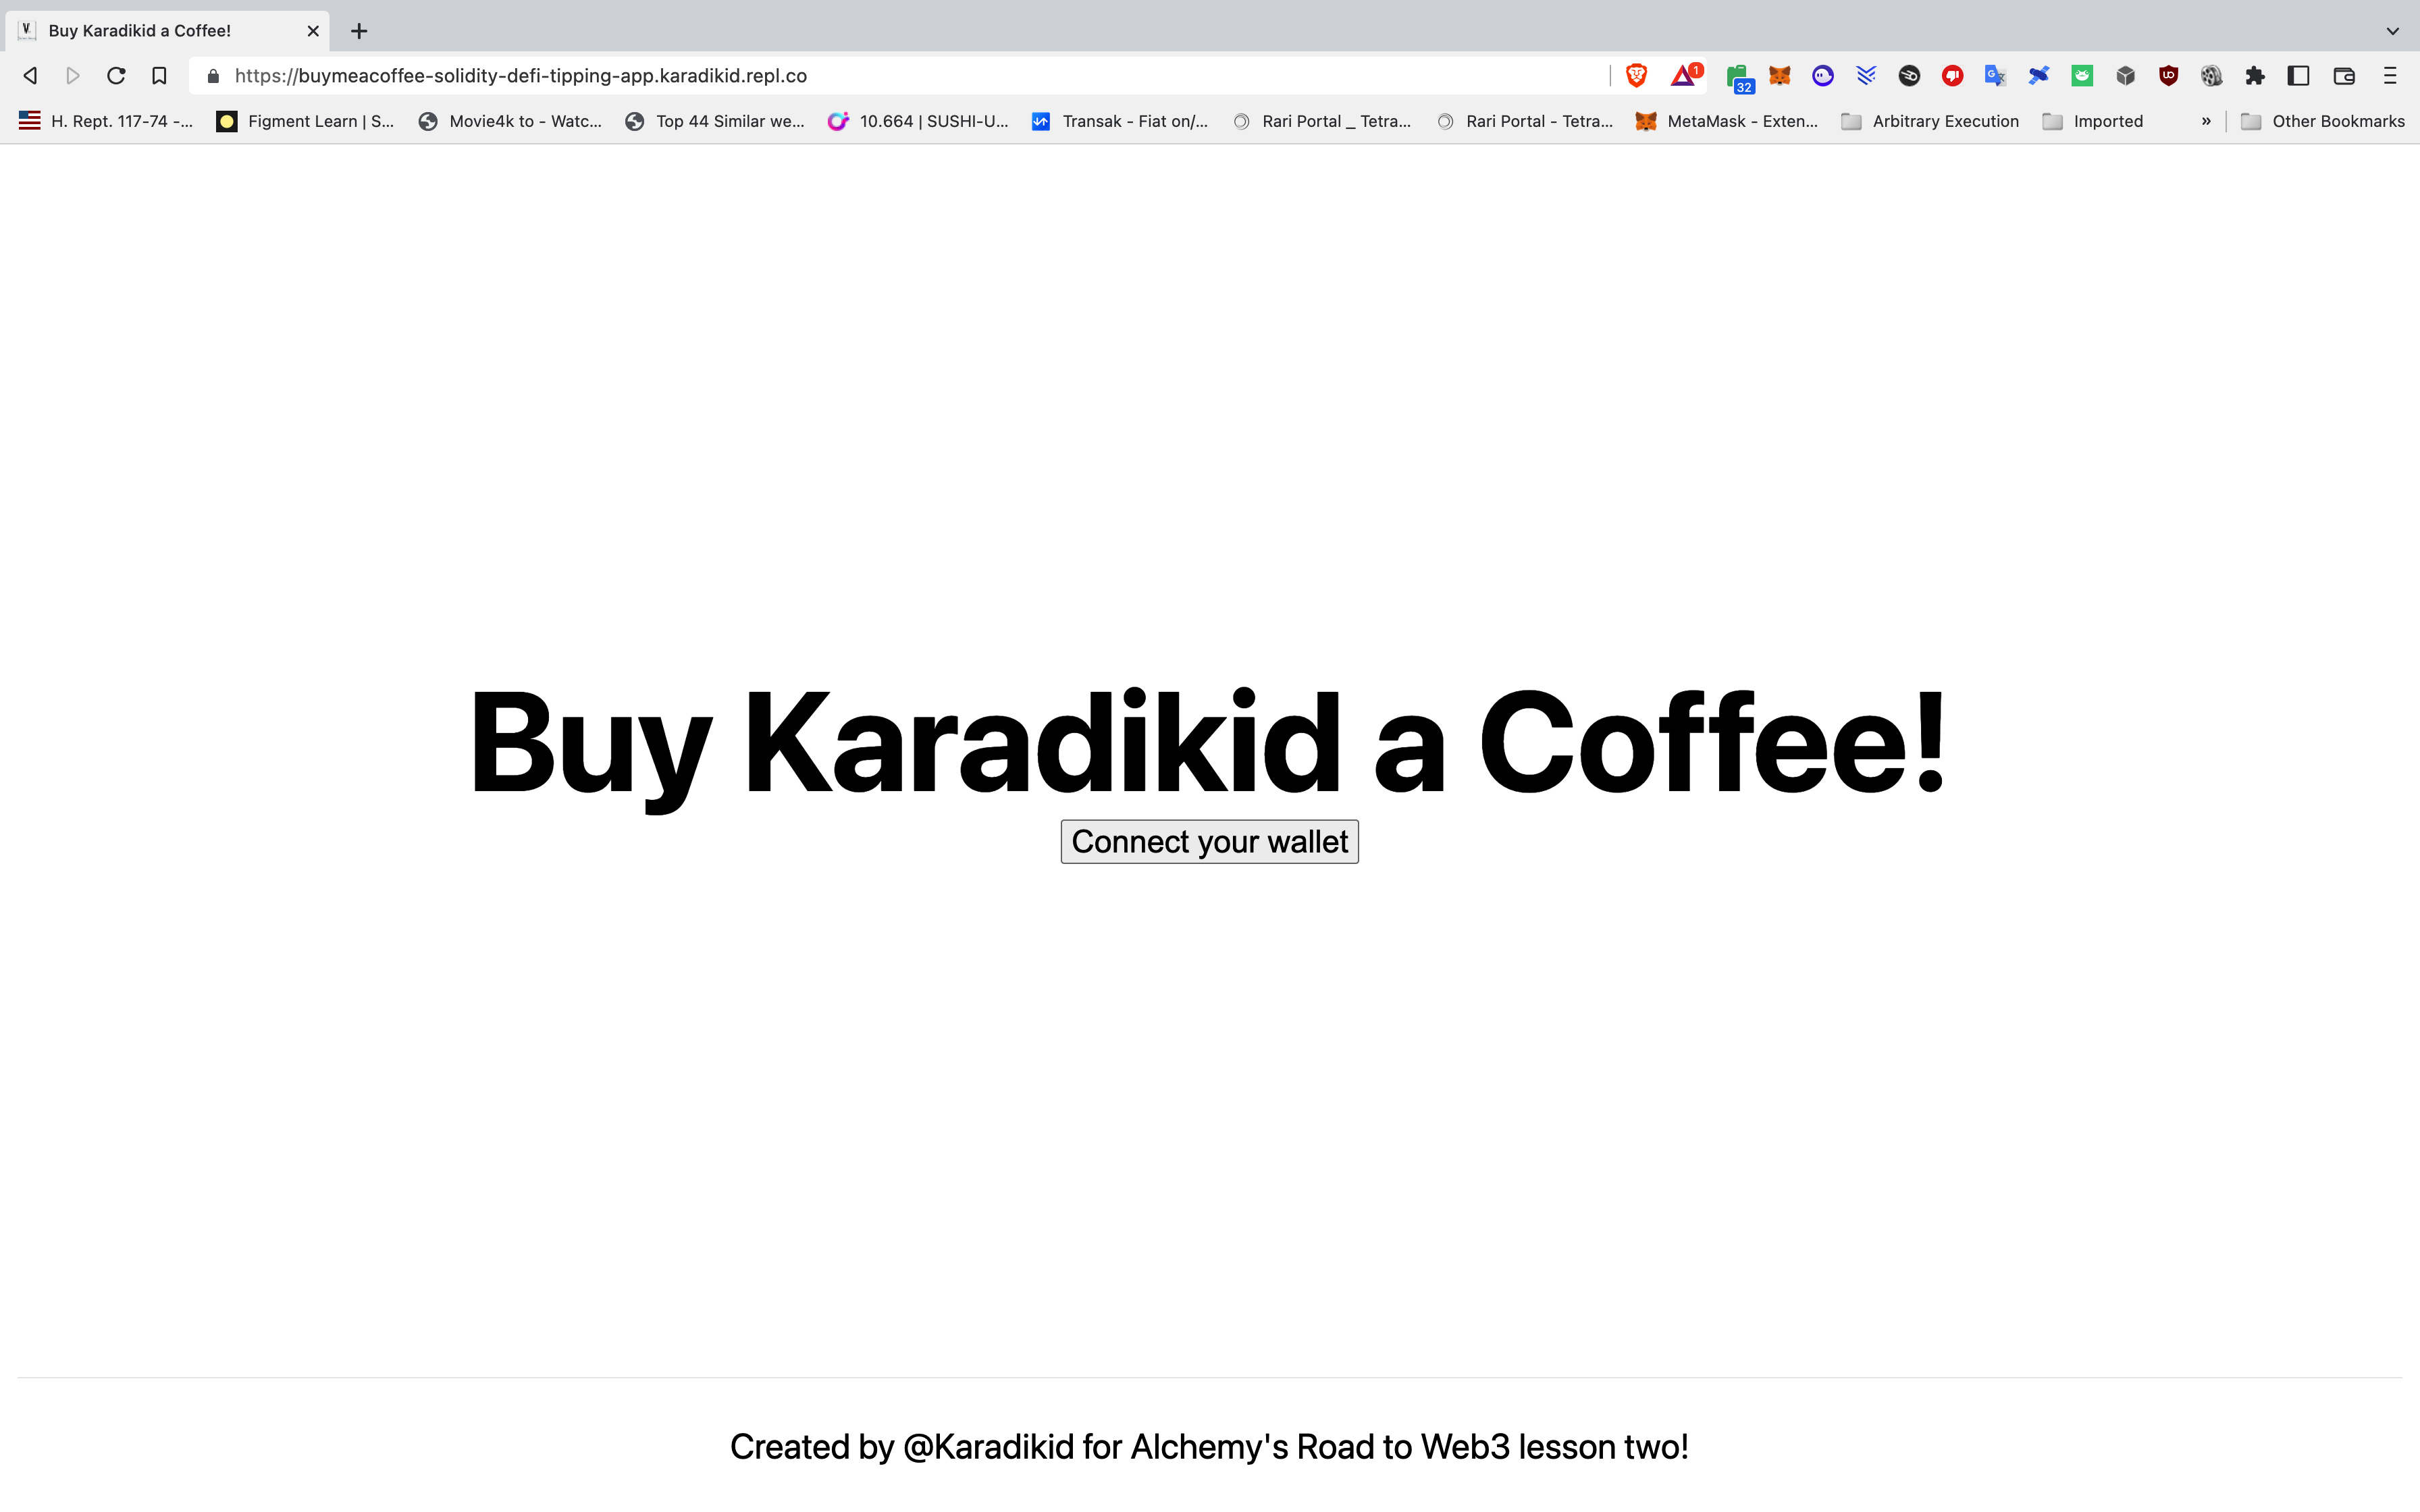 Buy Karadikid a Coffee!
https://buymeacoffee-solidity-defi-tipping-app.karadikid.repl.co
1
32
H. Rept. 117-74 -... Figment Learn | S... Movie4k to - Watc... Top 44 Similar we... 10.664 | SUSHI-U... Transak - Fiat on/... Rari Portal _ Tetra... Rari Portal - Tetra... MetaMask - Exten... Arbitrary Execution Imported » Other Bookmarks
Buy Karadikid a Coffee!
Connect your wallet
Created by @Karadikid for Alchemy's Road to Web3 lesson two!